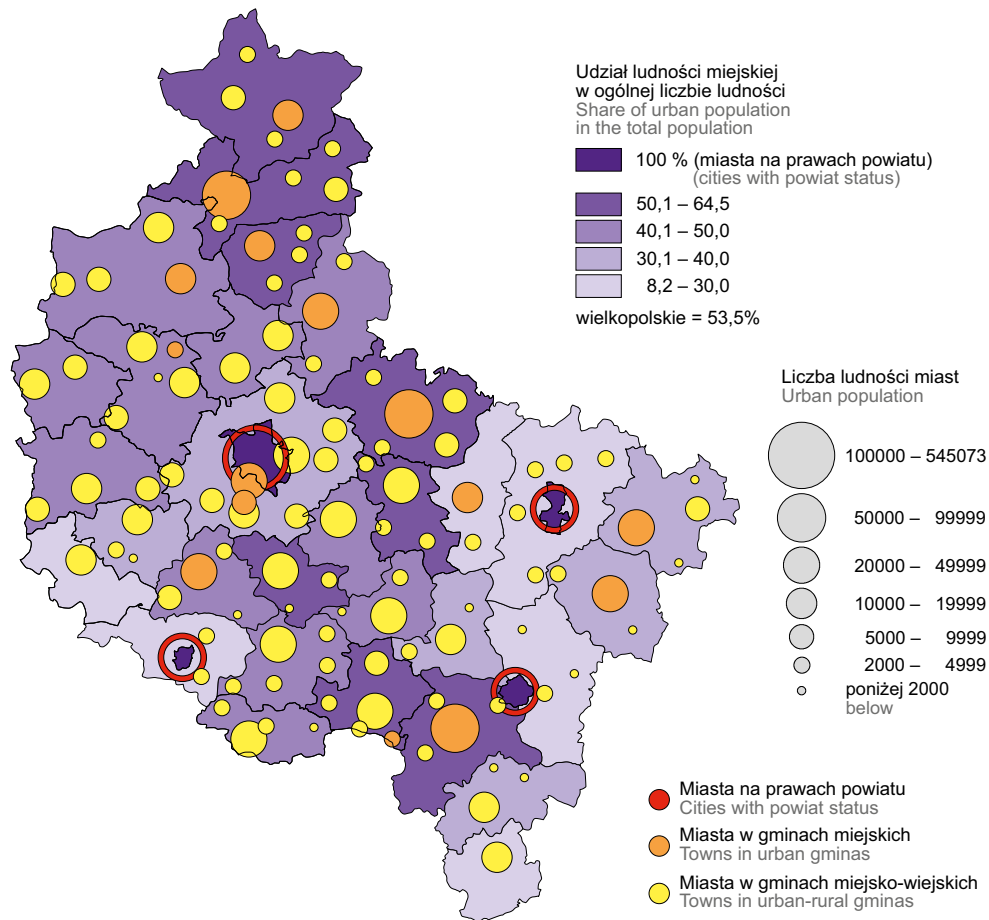 Udział ludności miejskiej
w ogólnej liczbie ludności
Share of urban population
in the total population
100 % (miasta na prawach powiatu)
(cities with powiat status)
50,1 – 64,5
40,1 – 50,0
30,1 – 40,0
8,2 – 30,0
wielkopolskie = 53,5%
Liczba ludności miast
Urban population
100000 – 545073
50000 – 99999
20000 – 49999
10000 – 19999
5000 – 9999
2000 – 4999
poniżej 2000
below
Miasta na prawach powiatu
Cities with powiat status
Miasta w gminach miejskich
Towns in urban gminas
Miasta w gminach miejsko-wiejskich
Towns in urban-rural gminas